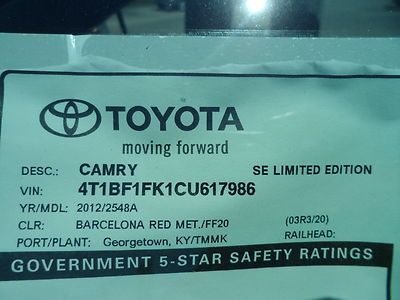 TOYOTA
moving forward
DESC.: CAMRY SE LIMITED EDITION
VIN: 4T1BF1FK1CU617986
YR/MDL: 2012/2548A
CLR: BARCELONA RED MET./FF20 (03R3/20)
PORT/PLANT: Georgetown, KY/TMMK RAILHEAD:
GOVERNMENT 5-STAR SAFETY RATINGS